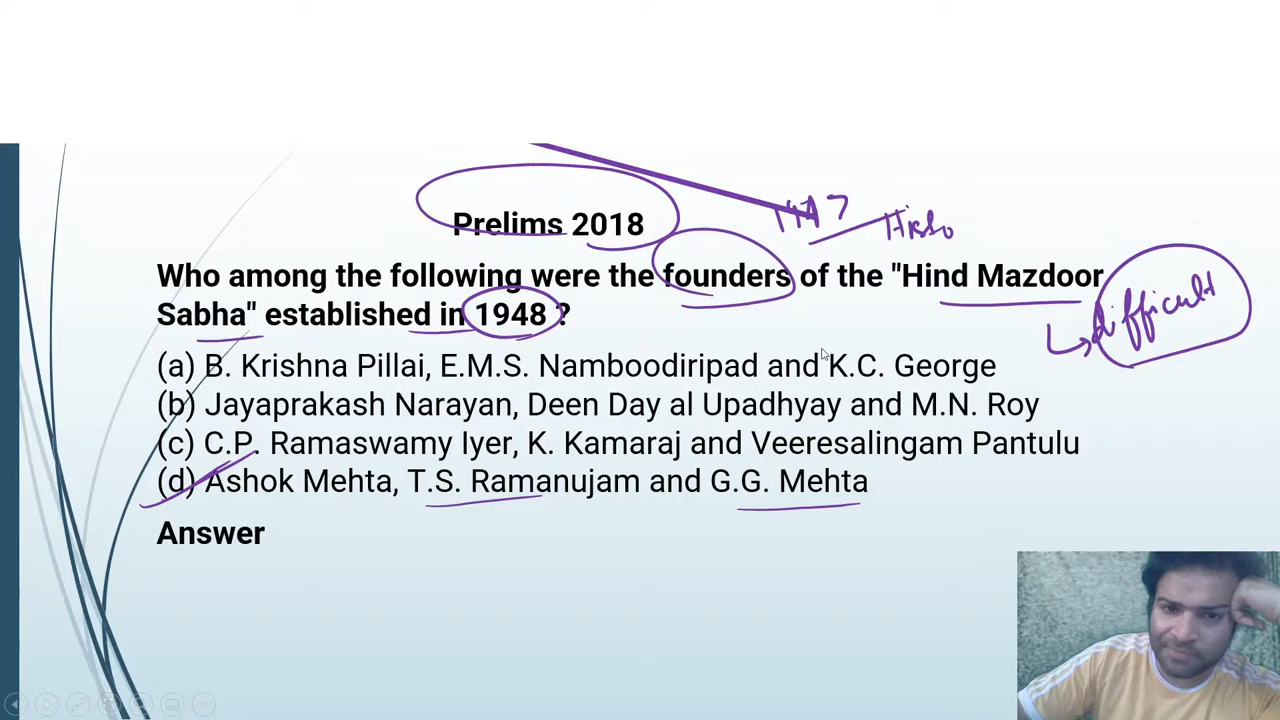 Prelims 2018
Who among the following were the founders of the "Hind Mazdoor
Sabha" established in 1948 ?
difficult
(a) B. Krishna Pillai, E.M.S. Namboodiripad and K.C. George
(b) Jayaprakash Narayan, Deen Day al Upadhyay and M.N. Roy
(c) C.P. Ramaswamy Iyer, K. Kamaraj and Veeresalingam Pantulu
(d) Ashok Mehta, T.S. Ramanujam and G.G. Mehta
Answer